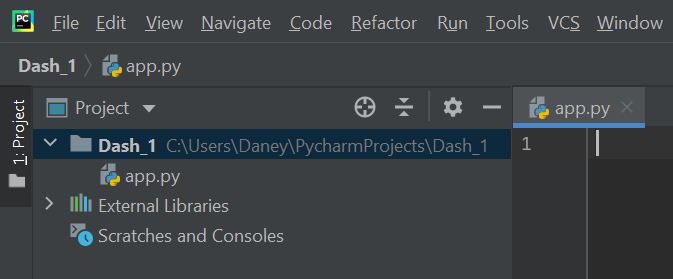 PC File Edit View Navigate Code Refactor Run Tools VCS Window
Dash_1 app.py
1: Project
Project
app.py
Dash_1 C:\Users\Daney\PycharmProjects\Dash_1
1
app.py
External Libraries
Scratches and Consoles